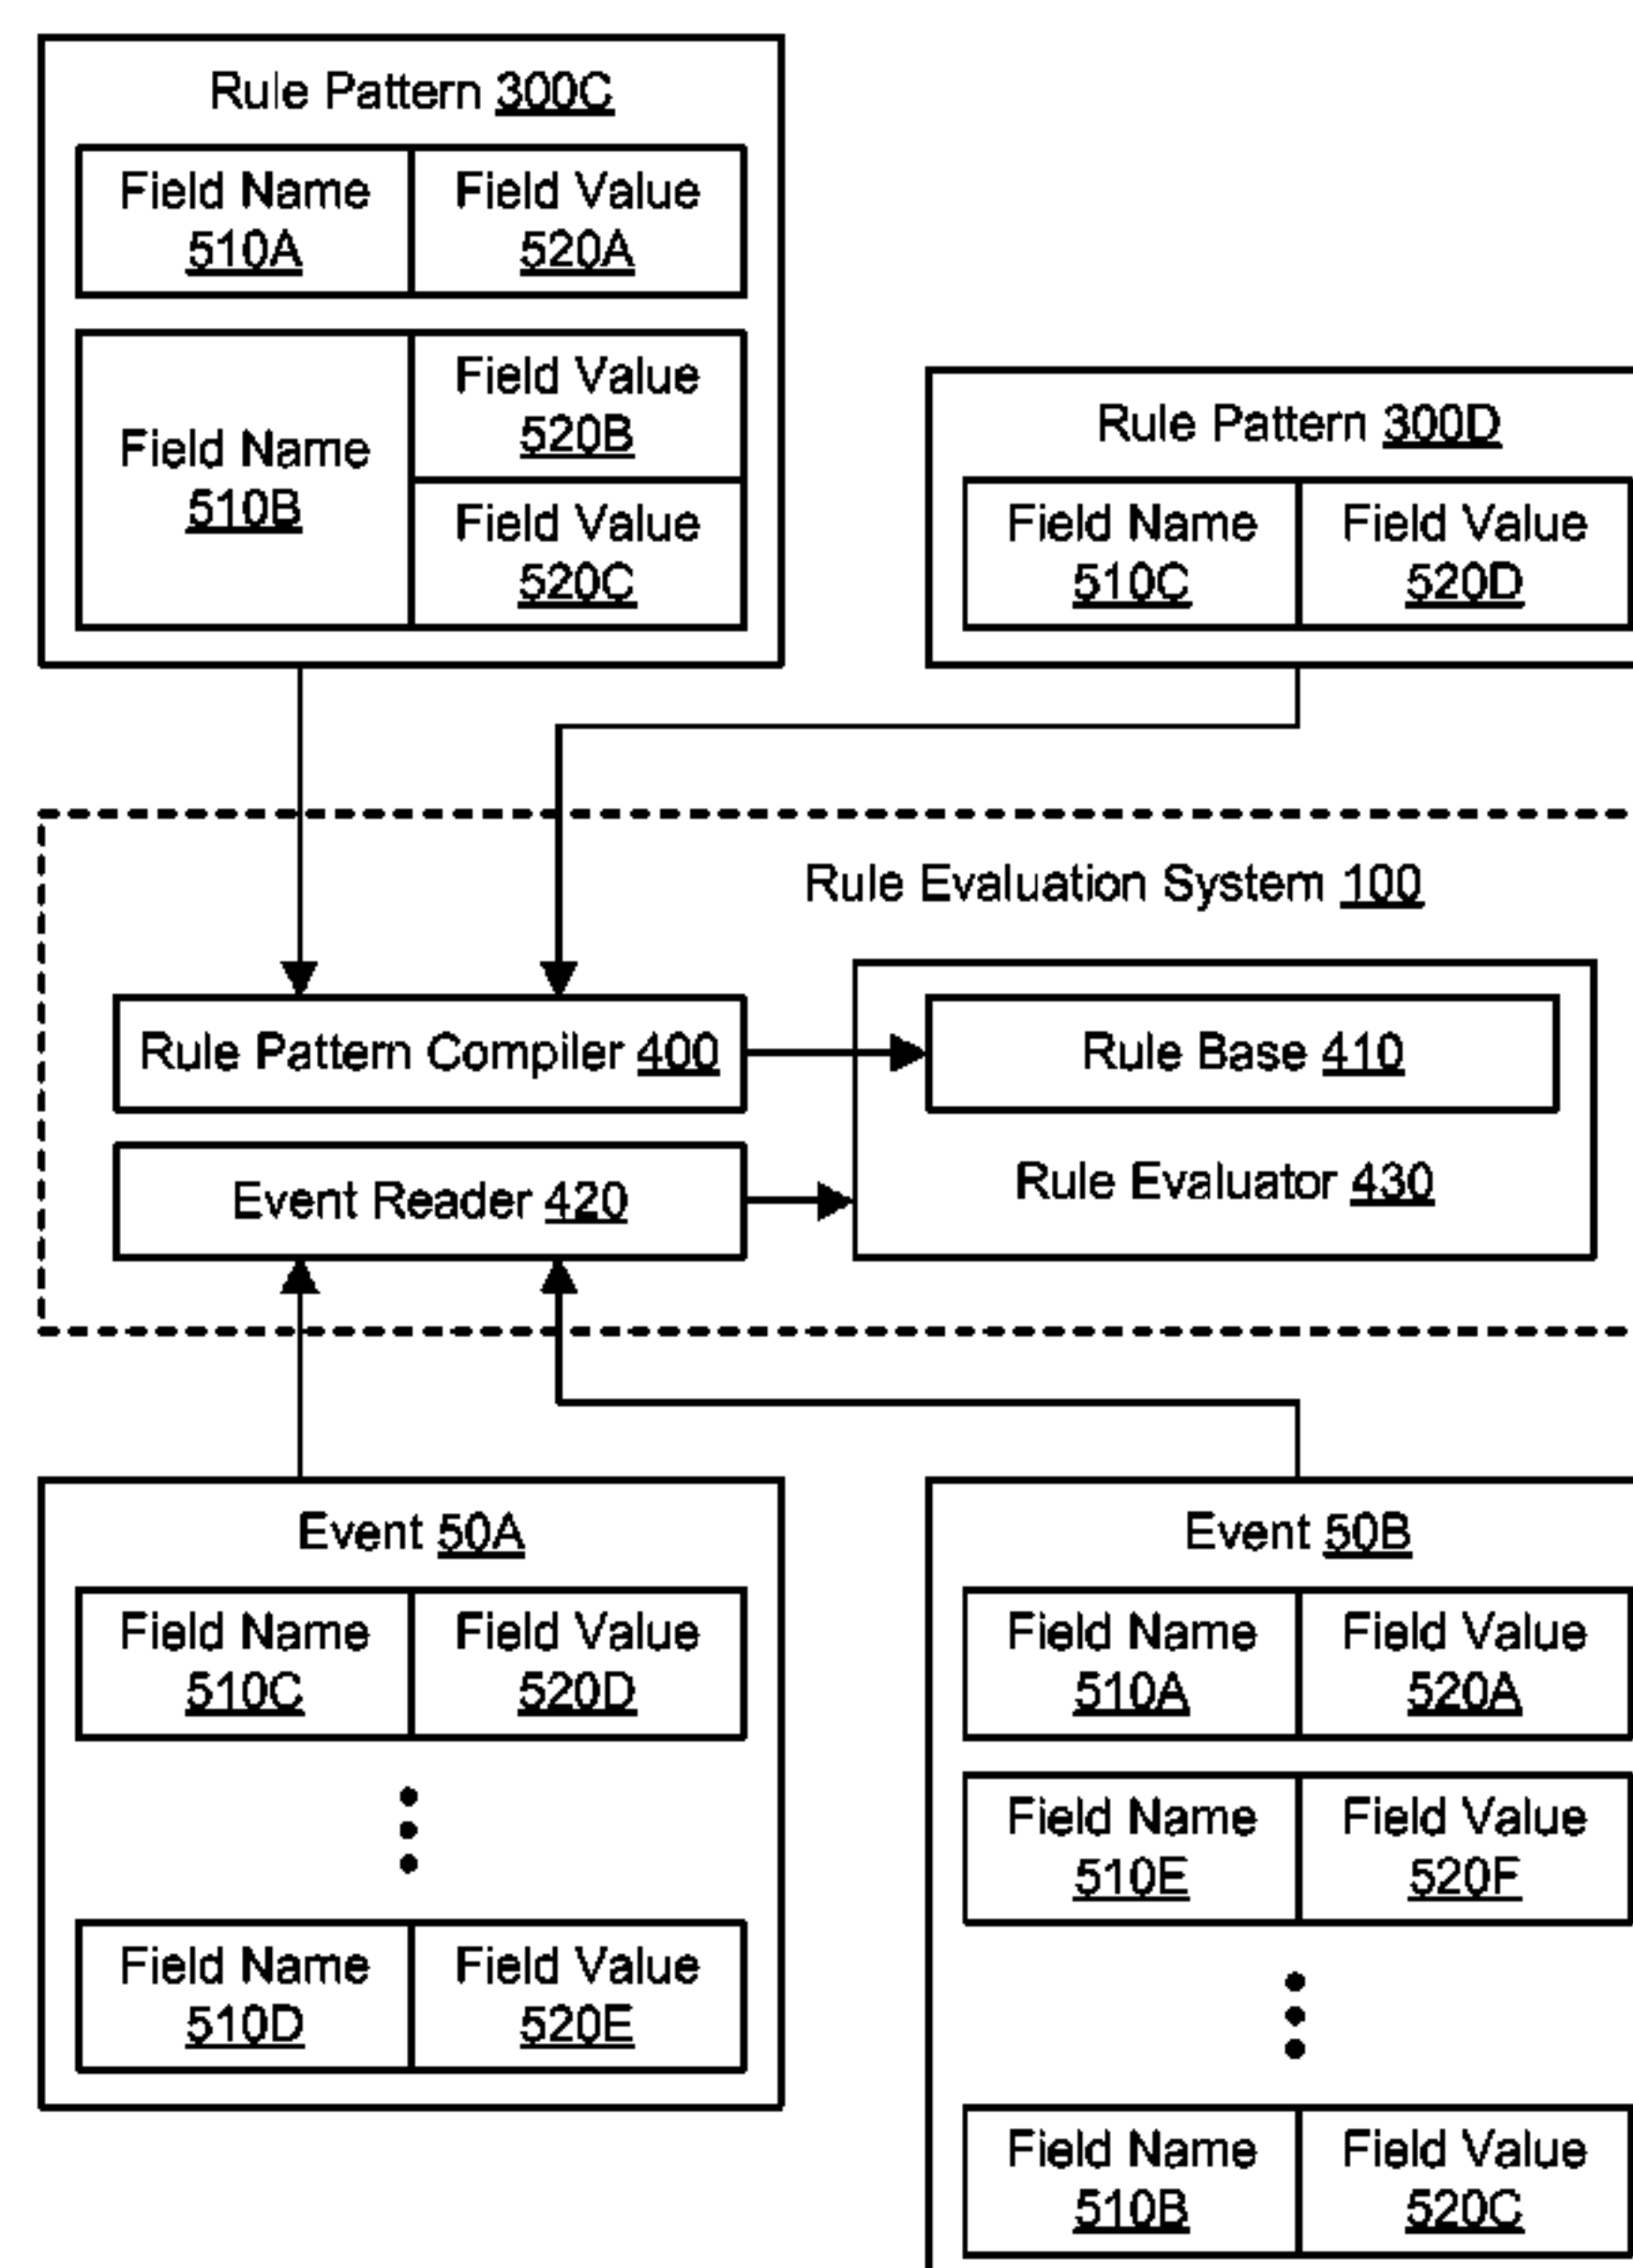 Rule Pattern 300C
Field Name
510A
Field Value
520A
Field Name
510B
Field Value
520B
Field Value
520C
Rule Pattern 300D
Field Name
510C
Field Value
520D
Rule Evaluation System 100
Rule Pattern Compiler 400
Rule Base 410
Event Reader 420
Rule Evaluator 430
Event 50A
Field Name
510C
Field Value
520D
Field Name
510D
Field Value
520E
Event 50B
Field Name
510A
Field Value
520A
Field Name
510E
Field Value
520F
Field Name
510B
Field Value
520C